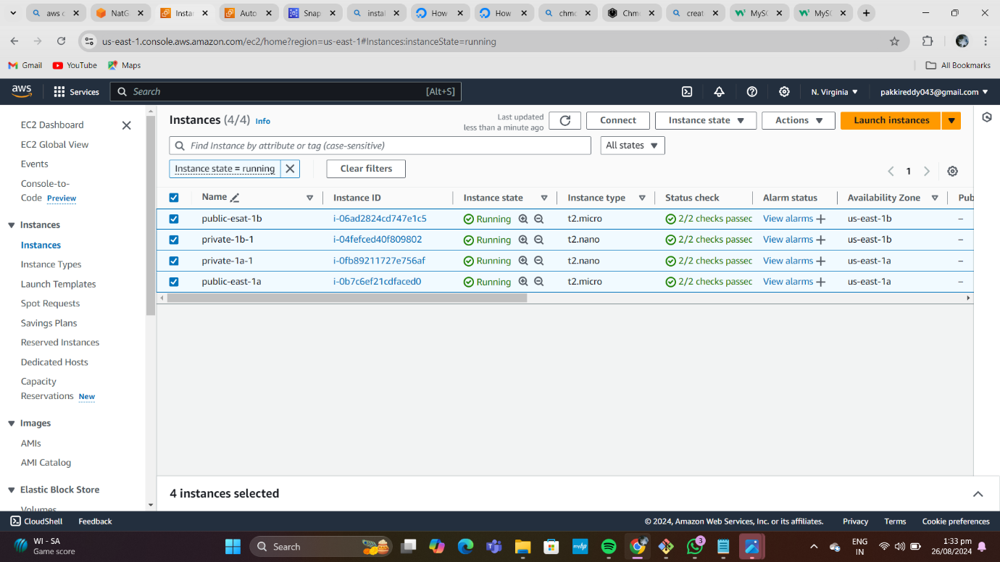 aws c
NatG
Instan
Auto
Snap
instal
How
How
chmo
Chm
creat
MyS
MyS
us-east-1.console.aws.amazon.com/ec2/home?region=us-east-1#Instances:instanceState=running
Gmail YouTube Maps All Bookmarks
aws Services Search [Alt+S] N. Virginia pakkireddy043@gmail.com
EC2 Dashboard
EC2 Global View
Events
Console-to-
Code Preview
Instances
Instances
Instance Types
Launch Templates
Spot Requests
Savings Plans
Reserved Instances
Dedicated Hosts
Capacity
Reservations New
Images
AMIs
AMI Catalog
Elastic Block Store
Volumes
Instances (4/4) Info
Last updated
less than a minute ago
Connect Instance state Actions Launch instances
Find Instance by attribute or tag (case-sensitive) All states
Instance state = running Clear filters 1
Name Instance ID Instance state Instance type Status check Alarm status Availability Zone Pub
public-esat-1b i-06ad2824cd747e1c5 Running t2.micro 2/2 checks passec View alarms us-east-1b –
private-1b-1 i-04fefced40f809802 Running t2.nano 2/2 checks passec View alarms us-east-1b –
private-1a-1 i-0fb89211727e756af Running t2.nano 2/2 checks passec View alarms us-east-1a –
public-east-1a i-0b7c6ef21cdfaced0 Running t2.micro 2/2 checks passec View alarms us-east-1a –
4 instances selected
CloudShell Feedback © 2024, Amazon Web Services, Inc. or its affiliates. Privacy Terms Cookie preferences
WI - SA
Game score
Search
myhp
3
ENG
IN
1:33 pm
26/08/2024